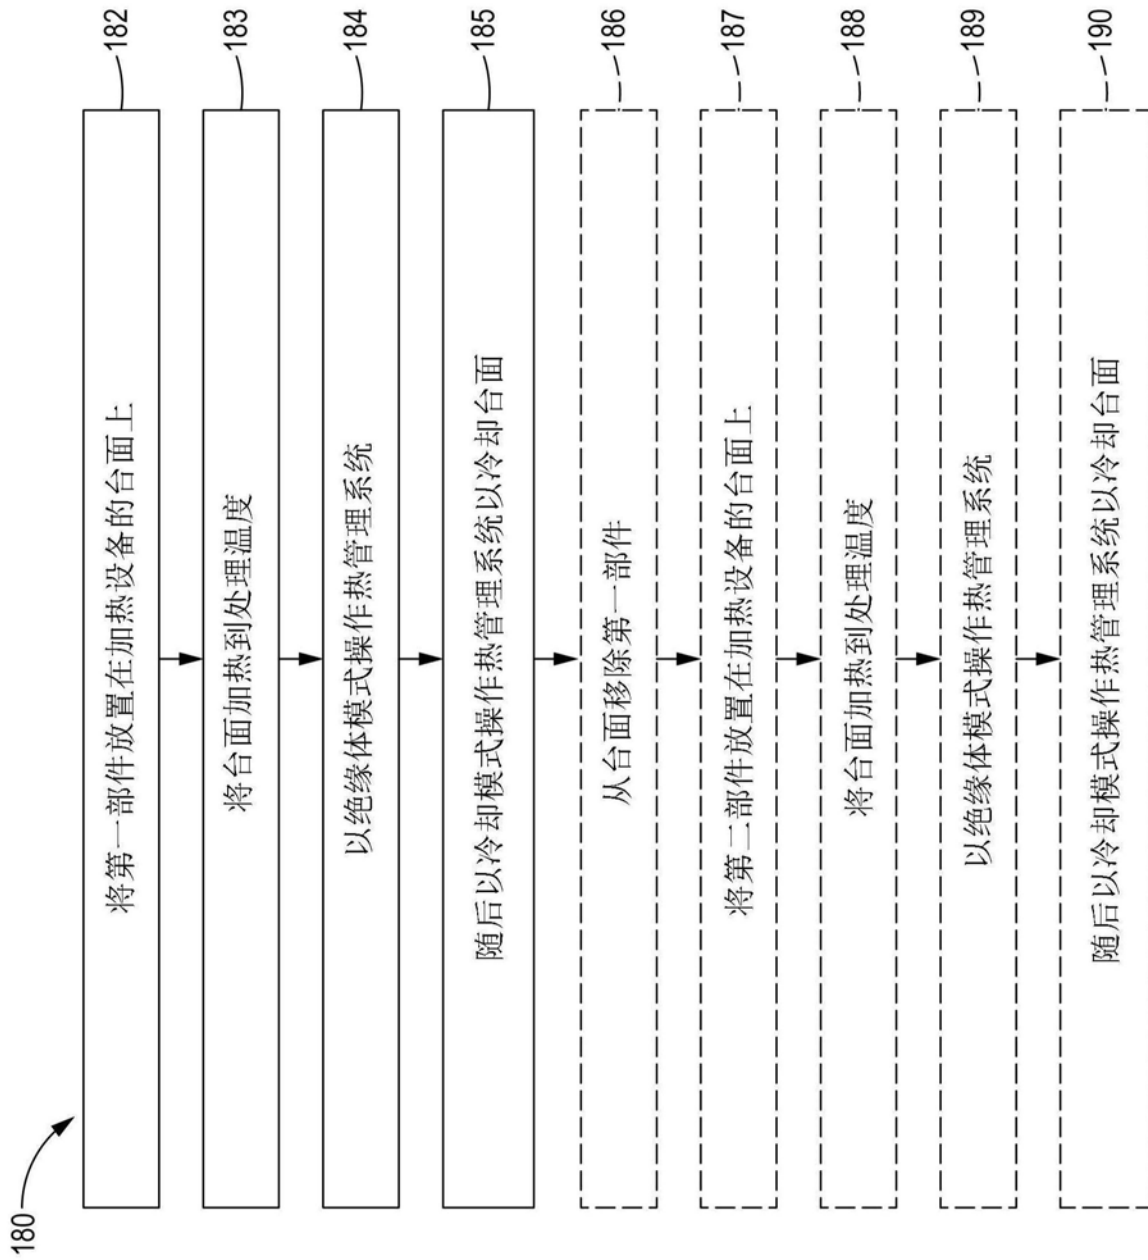 180
将第一部件放置在加热设备的台面上
182
将台面加热到处理温度
183
以绝缘体模式操作热管理系统
184
随后以冷却模式操作热管理系统以冷却台面
185
从台面移除第一部件
186
将第二部件放置在加热设备的台面上
187
将台面加热到处理温度
188
以绝缘体模式操作热管理系统
189
随后以冷却模式操作热管理系统以冷却台面
190